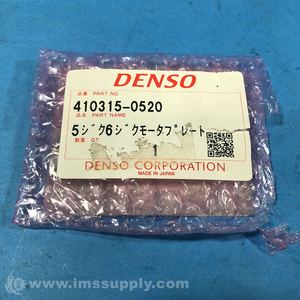 DENSO
品番 PART NO.
410315-0520
品名 PART NAME
5ジク6ジクモータプレート
数量 QT
1
DENSO CORPORATION
MADE IN JAPAN
© www.imssupply.com